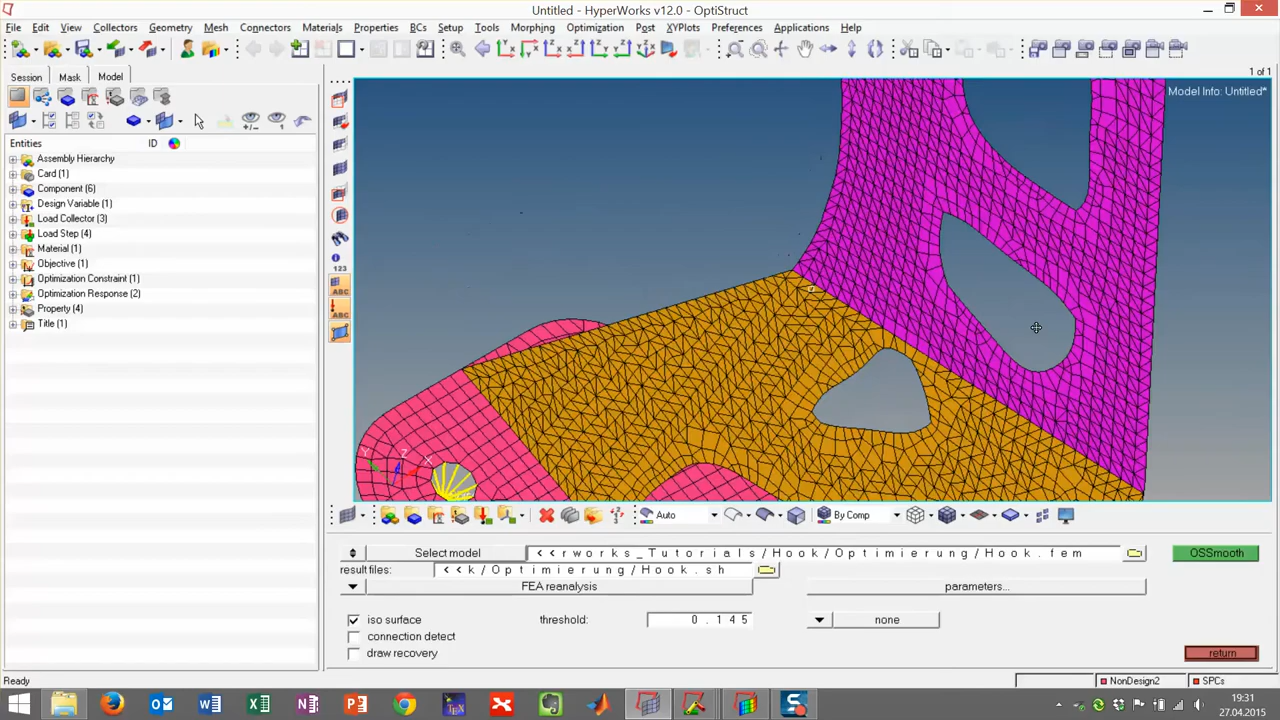 Untitled - HyperWorks v12.0 - OptiStruct
File Edit View Collectors Geometry Mesh Connectors Materials Properties BCs Setup Tools Morphing Optimization Post XYPlots Preferences Applications Help
Session Mask Model
1 of 1
Model Info: Untitled*
Entities ID
Assembly Hierarchy
Card (1)
Component (6)
Design Variable (1)
Load Collector (3)
Load Step (4)
Material (1)
Objective (1)
Optimization Constraint (1)
Optimization Response (2)
Property (4)
Title (1)
123
ABC
ABC
Y Z X
Auto By Comp
Select model <<rworks_Tutorials/Hook/Optimierung/Hook.fem OSSmooth
result files: <<k/Optimierung/Hook.sh
FEA reanalysis parameters...
iso surface threshold: 0.145 none
connection detect
draw recovery return
Ready NonDesign2 SPCs
19:31
27.04.2015